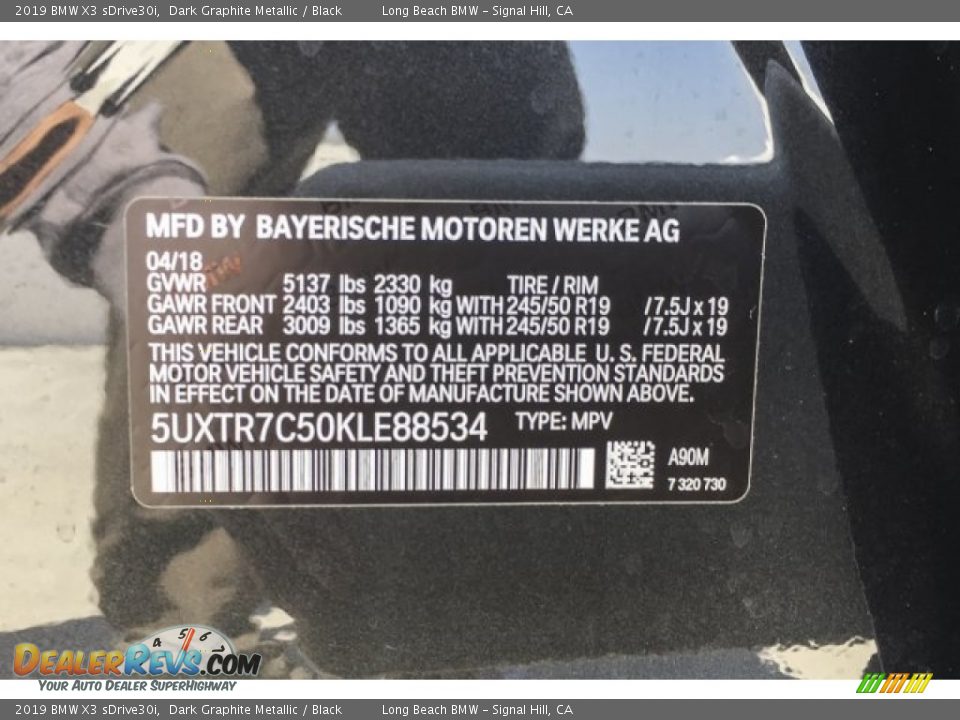 2019 BMW X3 sDrive30i, Dark Graphite Metallic / Black Long Beach BMW - Signal Hill, CA
MFD BY BAYERISCHE MOTOREN WERKE AG
04/18
GVWR 5137 lbs 2330 kg TIRE / RIM
GAWR FRONT 2403 lbs 1090 kg WITH 245/50 R19 /7.5J x 19
GAWR REAR 3009 lbs 1365 kg WITH 245/50 R19 /7.5J x 19
THIS VEHICLE CONFORMS TO ALL APPLICABLE U. S. FEDERAL
MOTOR VEHICLE SAFETY AND THEFT PREVENTION STANDARDS
IN EFFECT ON THE DATE OF MANUFACTURE SHOWN ABOVE.
5UXTR7C50KLE88534 TYPE: MPV
A90M
7 320 730
4 5 6
DEALERREVS.COM
YOUR AUTO DEALER SUPERHIGHWAY
2019 BMW X3 sDrive30i, Dark Graphite Metallic / Black Long Beach BMW - Signal Hill, CA